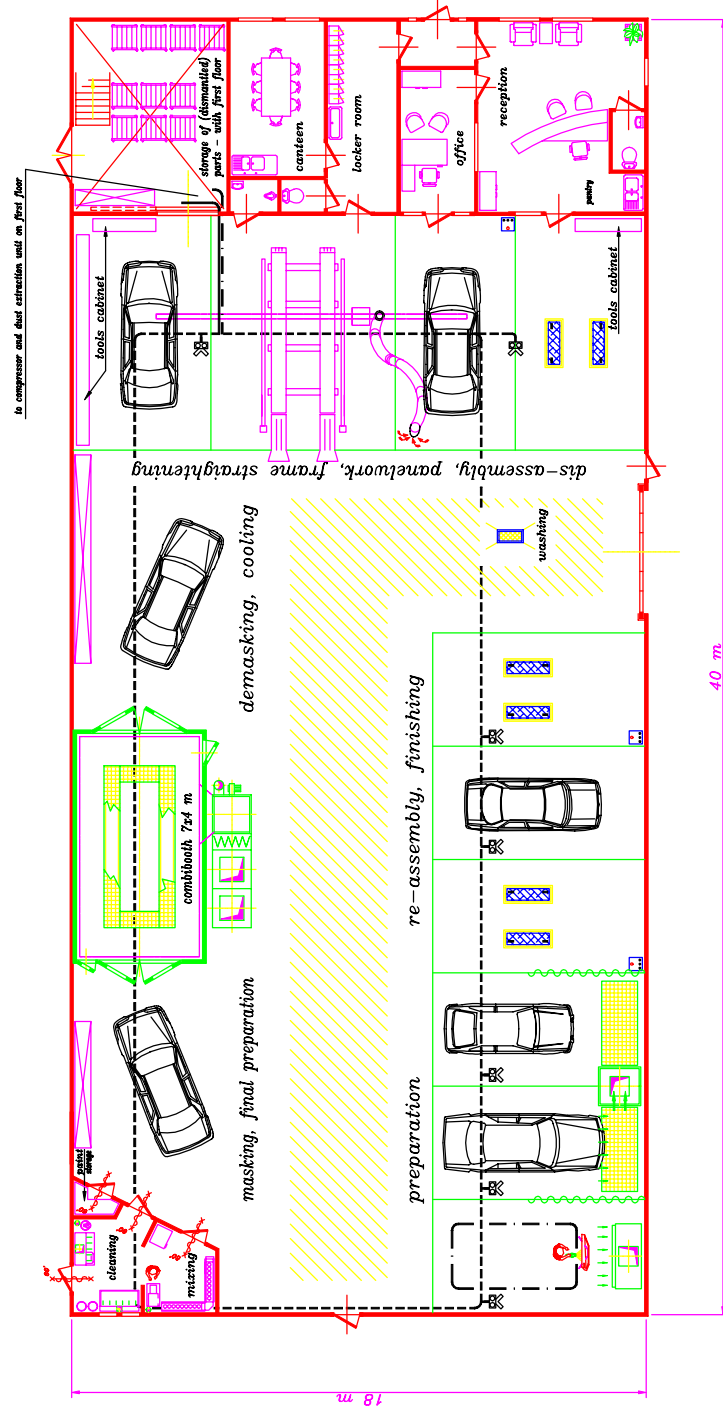 to compressor and dust extraction unit on first floor
storage of (dismantled)
parts - with first floor
canteen
locker room
office
reception
pantry
tools cabinet
tools cabinet
dis-assembly, panelwork, frame straightening
demasking, cooling
washing
combibooth 7x4 m
re-assembly, finishing
masking, final preparation
preparation
paint
storage
cleaning
mixing
40 m
18 m